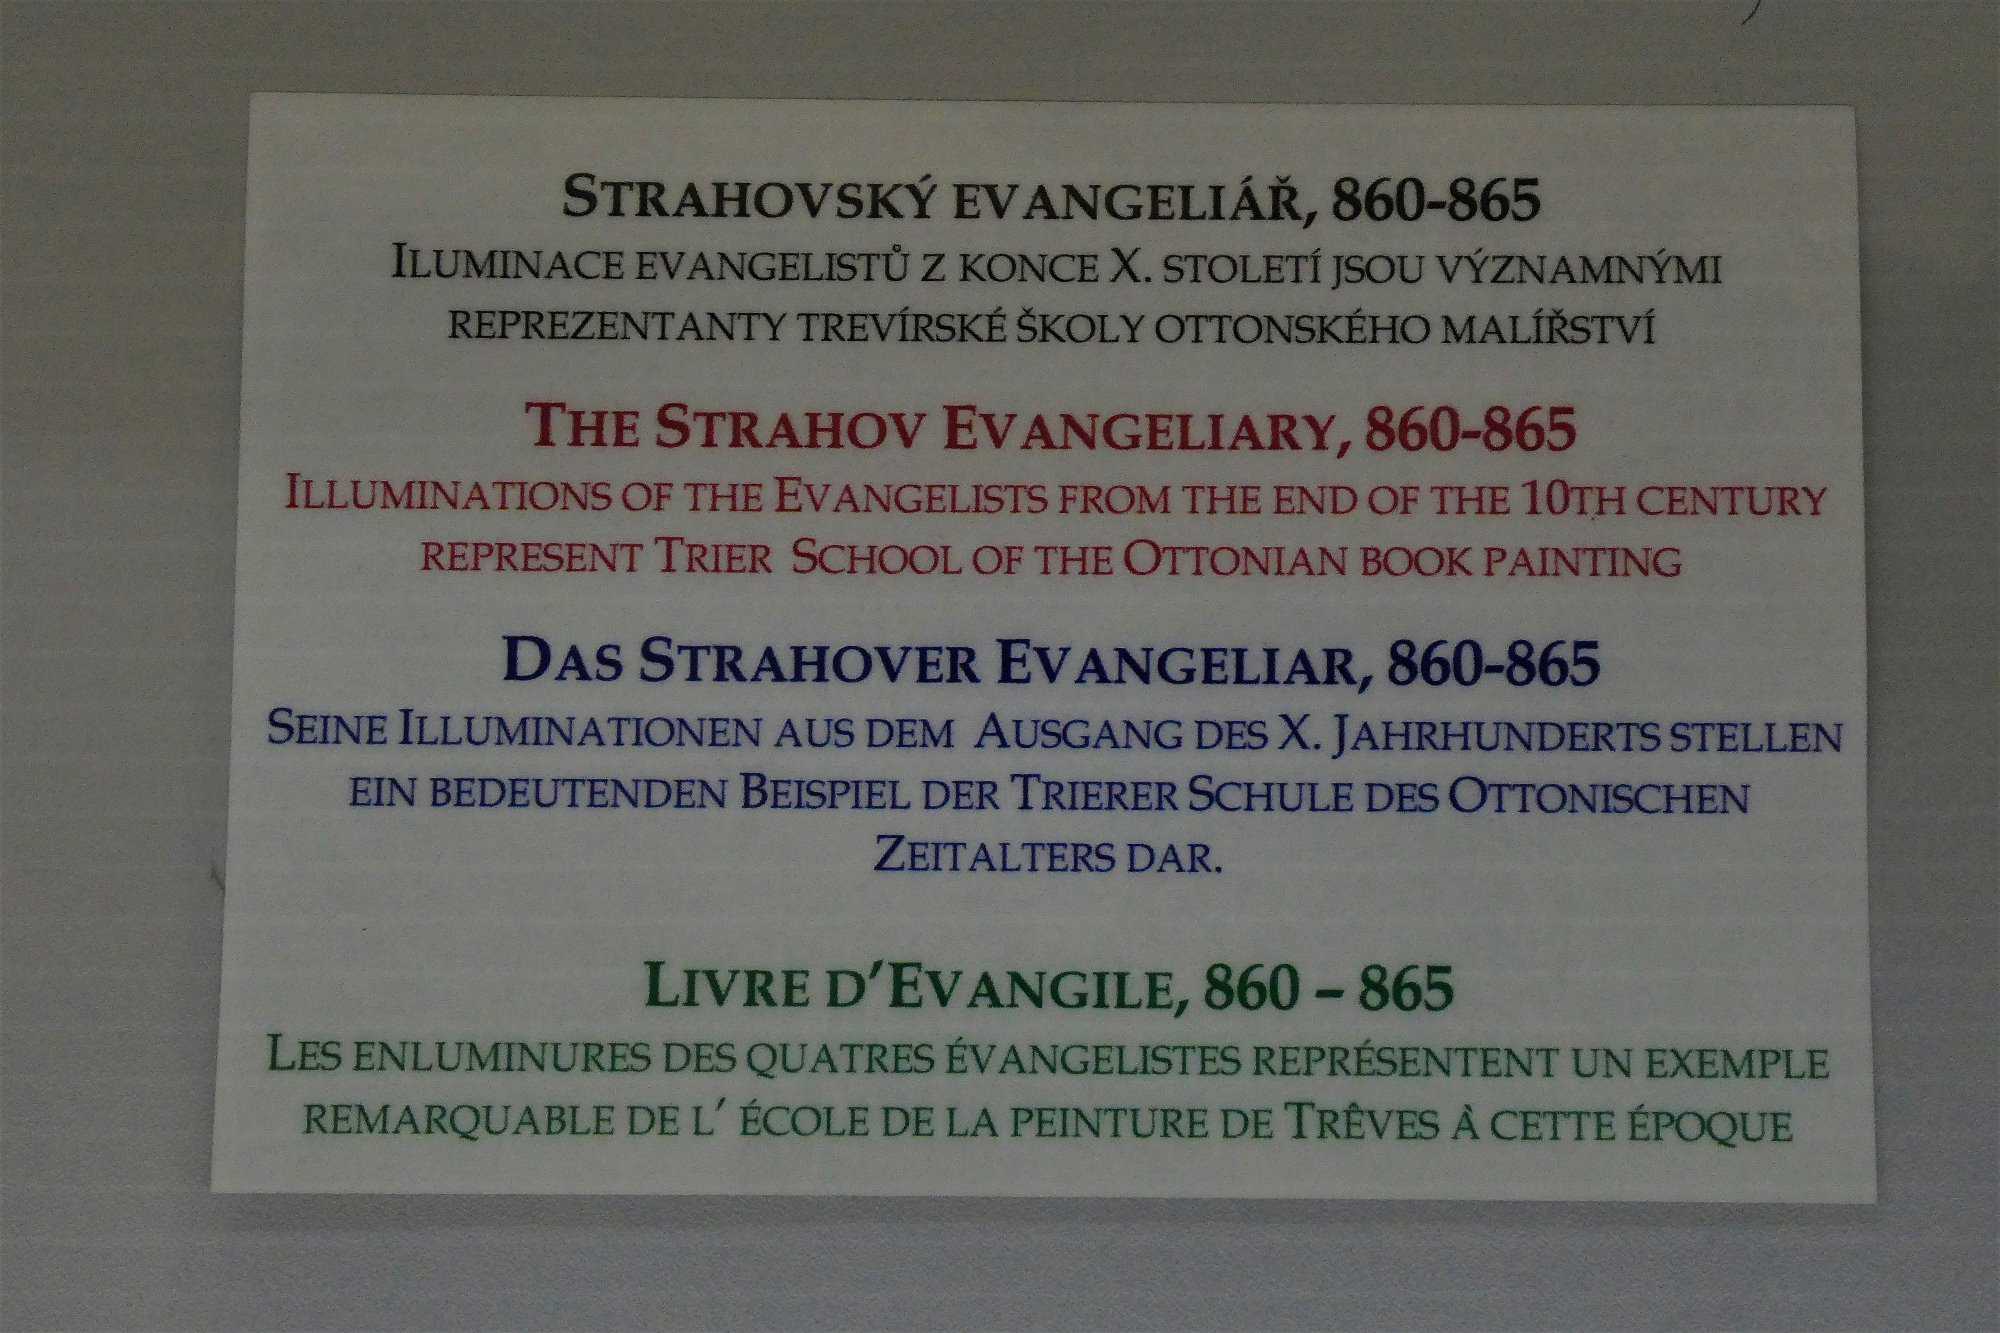 STRAHOVSKÝ EVANGELIÁŘ, 860-865
ILUMINACE EVANGELISTŮ Z KONCE X. STOLETÍ JSOU VÝZNAMNÝMI
REPREZENTANTY TREVÍRSKÉ ŠKOLY OTTONSKÉHO MALÍŘSTVÍ
THE STRAHOV EVANGELIARY, 860-865
ILLUMINATIONS OF THE EVANGELISTS FROM THE END OF THE 10TH CENTURY
REPRESENT TRIER SCHOOL OF THE OTTONIAN BOOK PAINTING
DAS STRAHOVER EVANGELIAR, 860-865
SEINE ILLUMINATIONEN AUS DEM AUSGANG DES X. JAHRHUNDERTS STELLEN
EIN BEDEUTENDEN BEISPIEL DER TRIERER SCHULE DES OTTONISCHEN
ZEITALTERS DAR.
LIVRE D'EVANGILE, 860 – 865
LES ENLUMINURES DES QUATRES ÉVANGELISTES REPRÉSENTENT UN EXEMPLE
REMARQUABLE DE L' ÉCOLE DE LA PEINTURE DE TRÊVES À CETTE ÉPOQUE